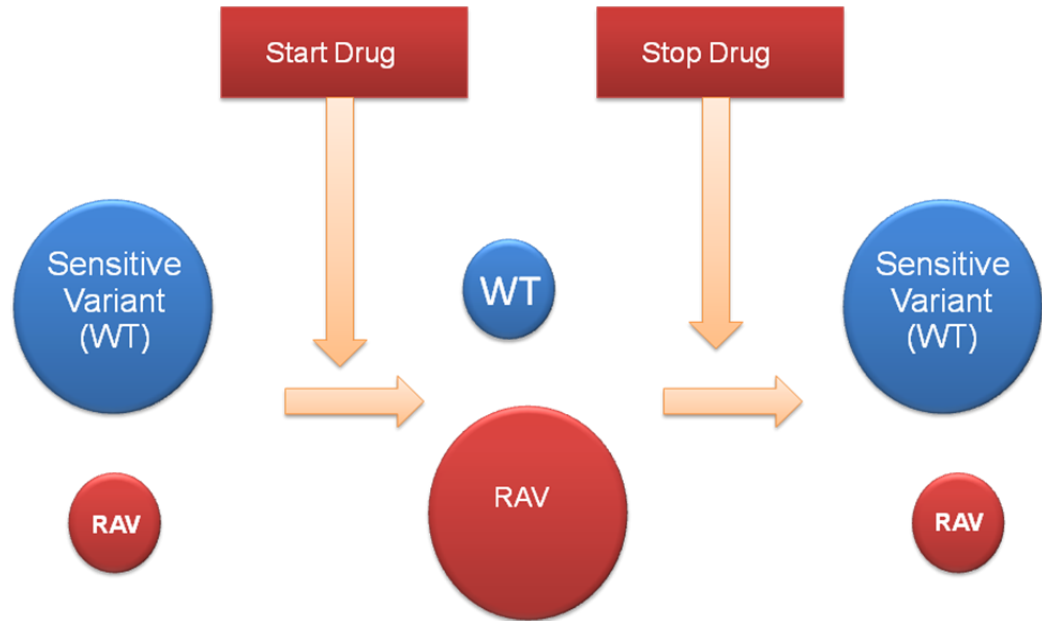 Start Drug
Stop Drug
Sensitive
Variant
(WT)
WT
Sensitive
Variant
(WT)
RAV
RAV
RAV